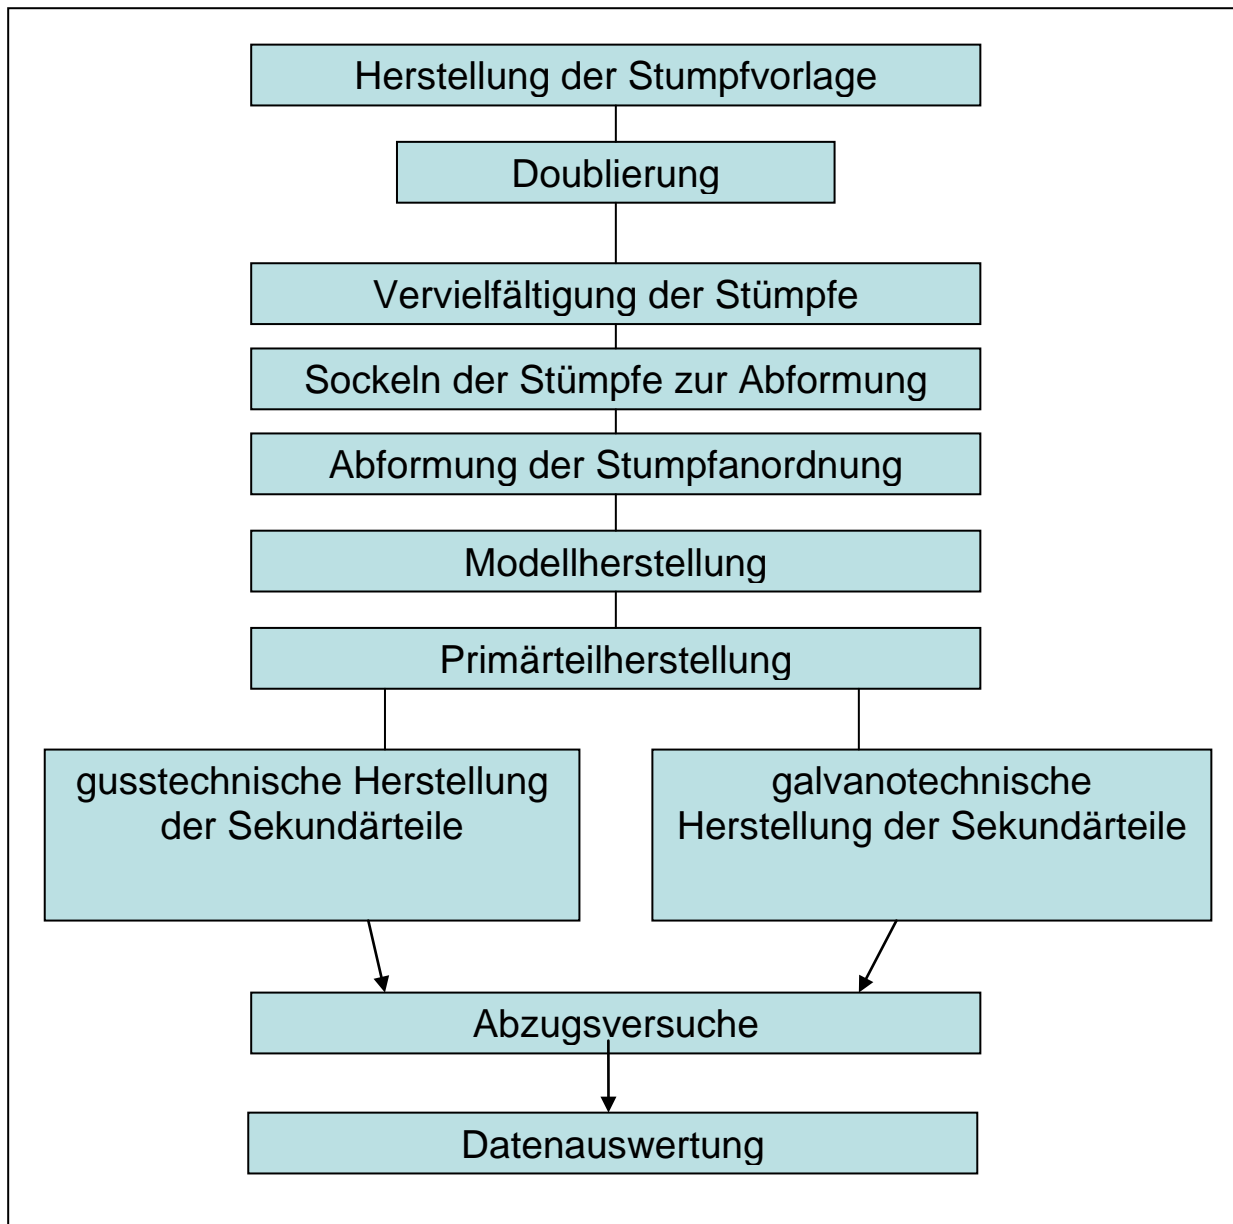 Herstellung der Stumpfvorlage
Doublierung
Vervielfältigung der Stümpfe
Sockeln der Stümpfe zur Abformung
Abformung der Stumpfanordnung
Modellherstellung
Primärteilherstellung
gusstechnische Herstellung
der Sekundärteile
galvanotechnische
Herstellung der Sekundärteile
Abzugsversuche
Datenauswertung